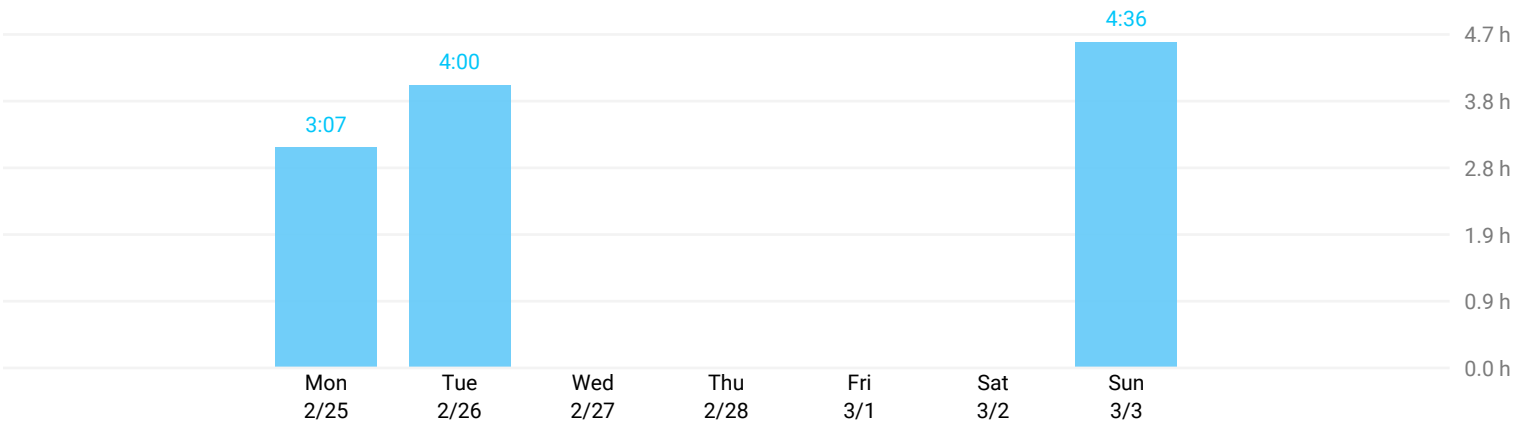 4:36
4.7 h
4:00
3.8 h
3:07
2.8 h
1.9 h
0.9 h
0.0 h
Mon Tue Wed Thu Fri Sat Sun
2/25 2/26 2/27 2/28 3/1 3/2 3/3